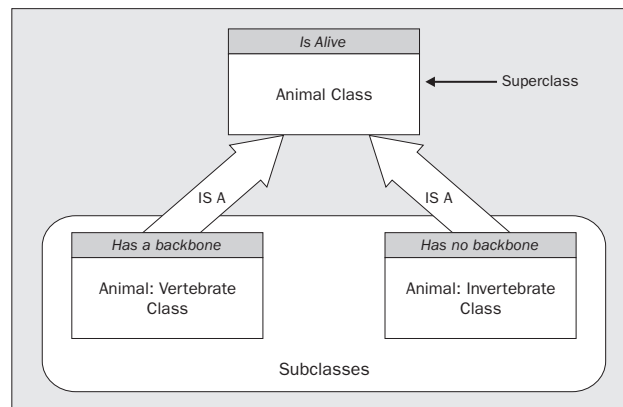 Is Alive
Animal Class
Superclass
IS A
IS A
Has a backbone
Animal: Vertebrate
Class
Has no backbone
Animal: Invertebrate
Class
Subclasses